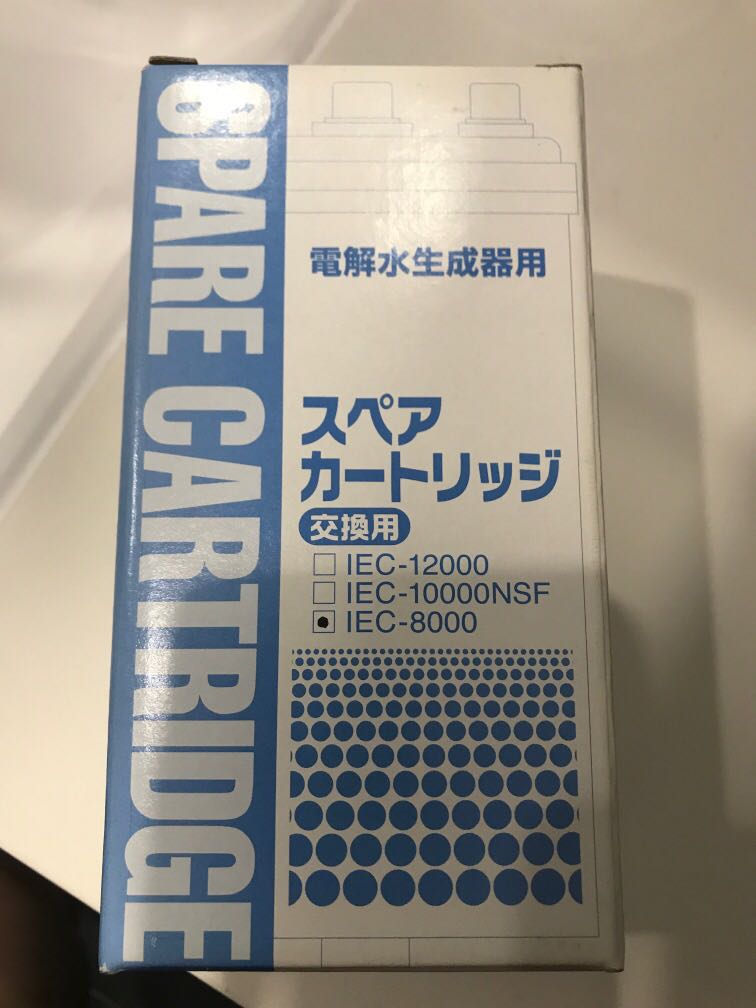 SPARE CARTRIDGE
電解水生成器用
スペア
カートリッジ
交換用
IEC-12000
IEC-10000NSF
IEC-8000